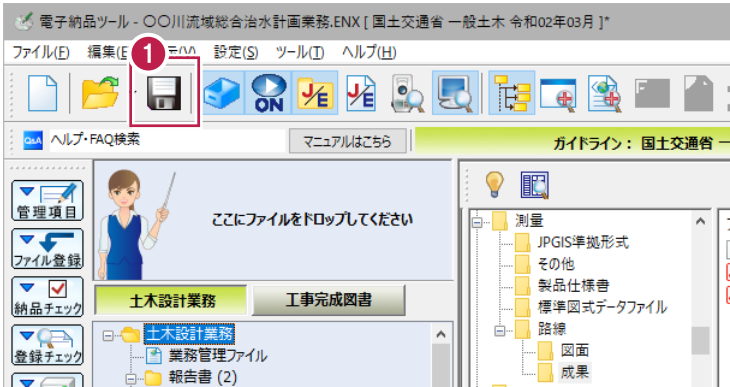 電子納品ツール - 〇〇川流域総合治水計画業務.ENX [ 国土交通省 一般土木 令和02年03月 ]*
ファイル(F) 編集(E 設定(S) ツール(T) ヘルプ(H)
1
ON
J/E
J/E
Q&A ヘルプ・FAQ検索 マニュアルはこちら ガイドライン： 国土交通省
管理項目
ファイル登録
納品チェック
登録チェック
ここにファイルをドロップしてください
土木設計業務 工事完成図書
土木設計業務
業務管理ファイル
報告書 (2)
測量
JPGIS準拠形式
その他
製品仕様書
標準図式データファイル
路線
図面
成果